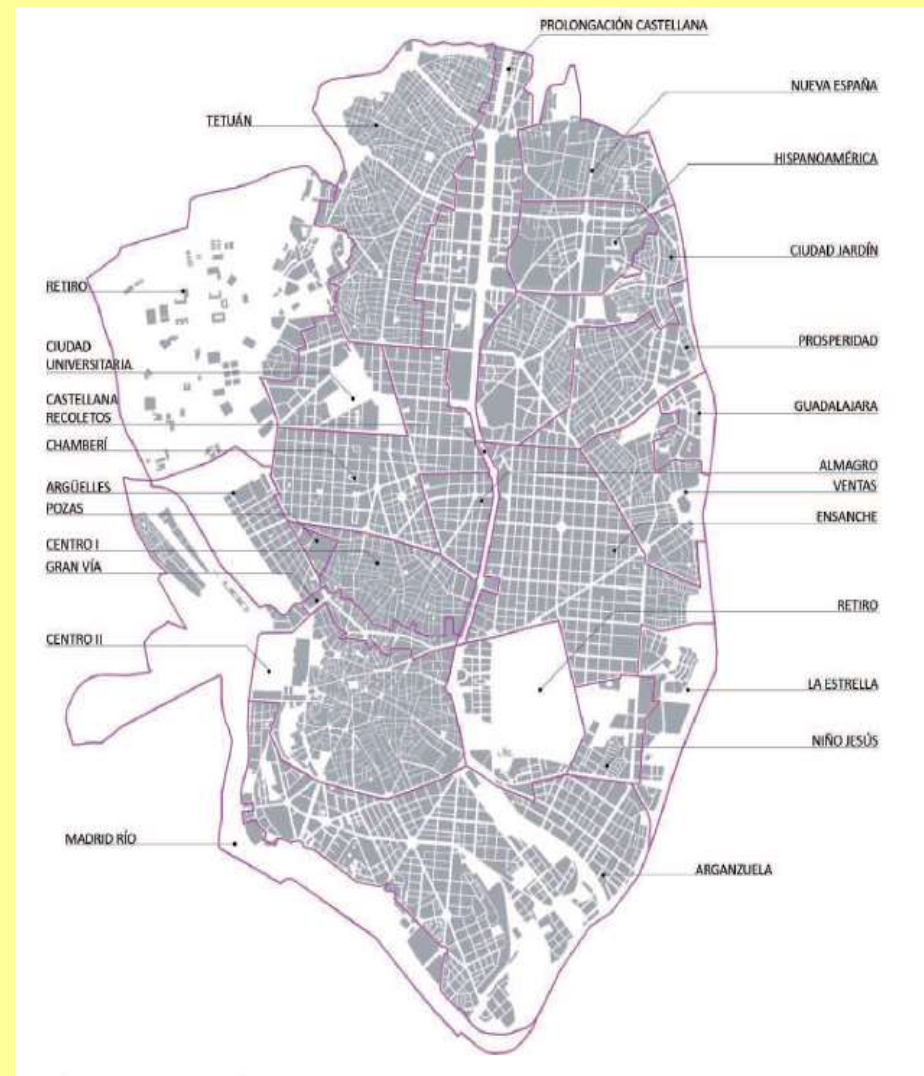 PROLONGACIÓN CASTELLANA
NUEVA ESPAÑA
TETUÁN
HISPANOAMÉRICA
CIUDAD JARDÍN
RETIRO
CIUDAD
UNIVERSITARIA
PROSPERIDAD
CASTELLANA
RECOLETOS
GUADALAJARA
CHAMBERÍ
ALMAGRO
ARGÜELLES
VENTAS
POZAS
ENSANCHE
CENTRO I
GRAN VÍA
RETIRO
CENTRO II
LA ESTRELLA
NIÑO JESÚS
MADRID RÍO
ARGANZUELA